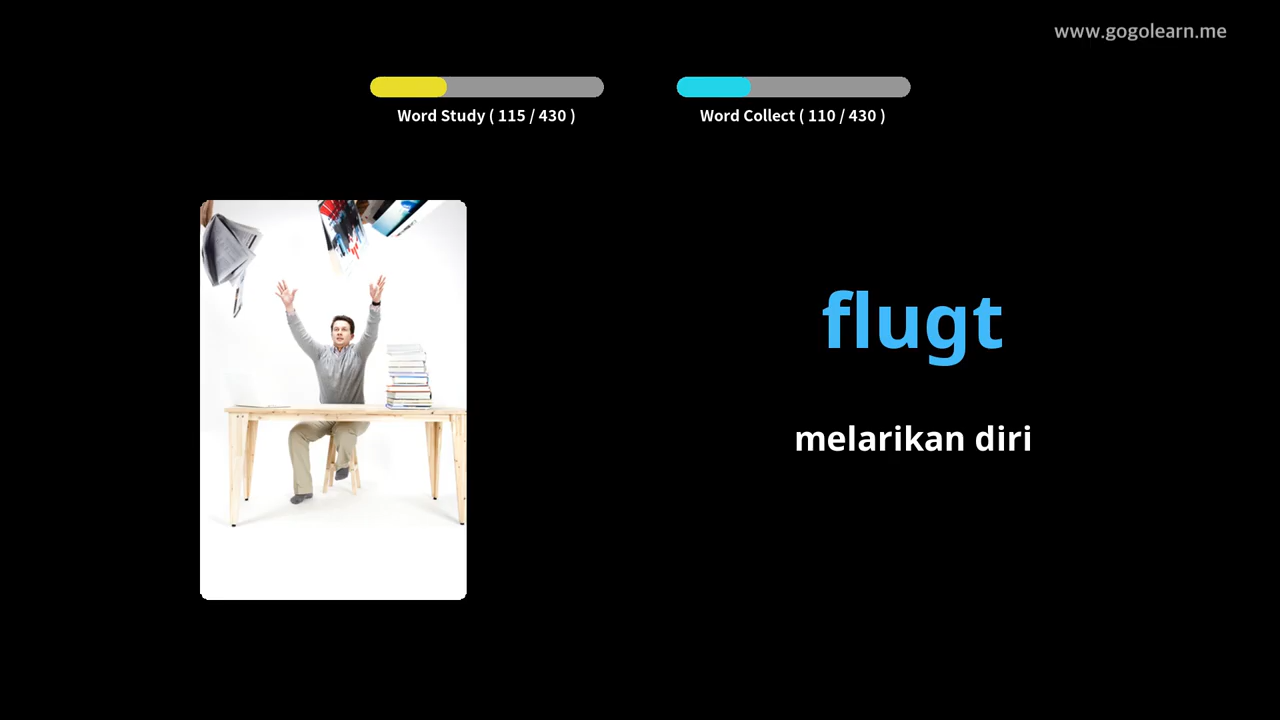 www.gogolearn.me
Word Study ( 115 / 430 )
Word Collect ( 110 / 430 )
flugt
melarikan diri